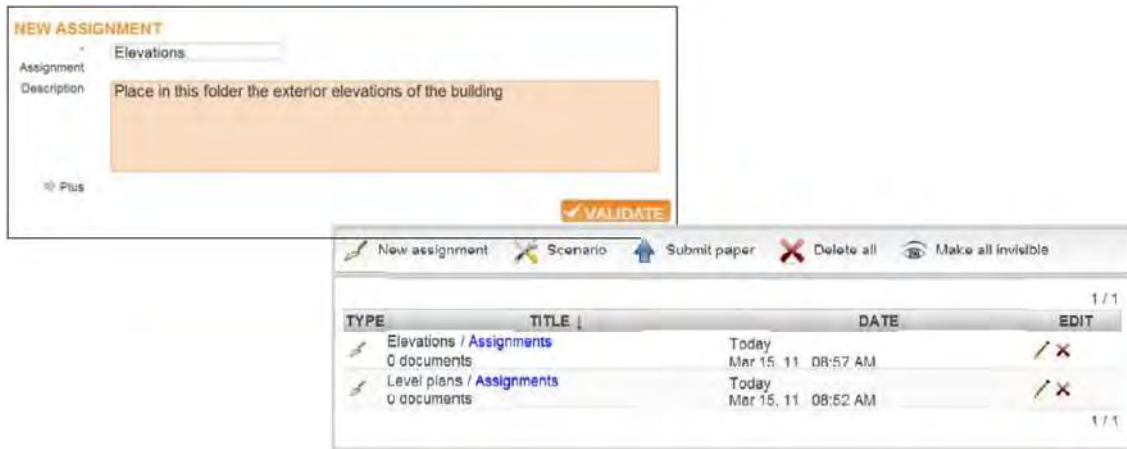 NEW ASSIGNMENT
* Assignment
Elevations
Description
Place in this folder the exterior elevations of the building
Plus
VALIDATE
New assignment Scenario Submit paper Delete all Make all invisible
1 / 1
TYPE TITLE ↓ DATE EDIT
Elevations / Assignments Today
0 documents Mar 15, 11 08:57 AM
Level plans / Assignments Today
0 documents Mar 15, 11 08:52 AM
1 / 1